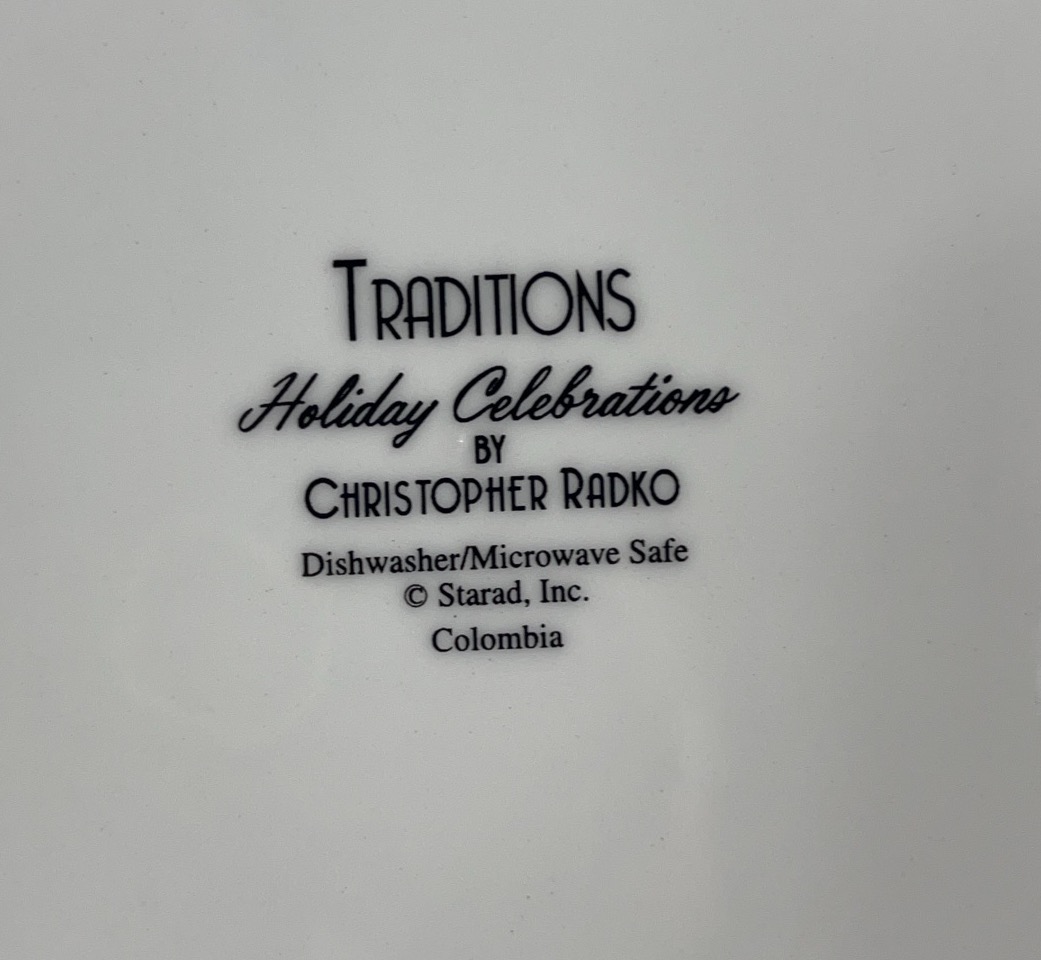 TRADITIONS
Holiday Celebrations
BY
CHRISTOPHER RADKO
Dishwasher/Microwave Safe
© Starad, Inc.
Colombia